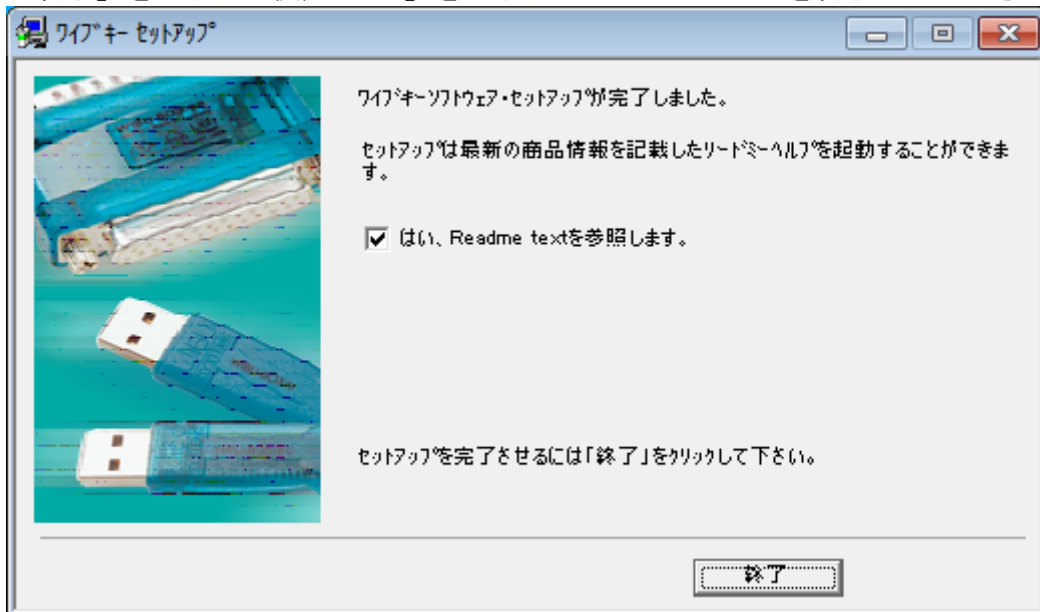 ワイブキー セットアップ
ワイブキーソフトウェア・セットアップが完了しました。
セットアップは最新の商品情報を記載したリードミーヘルプを起動することができま
す。
はい、Readme textを参照します。
セットアップを完了させるには「終了」をクリックして下さい。
終了